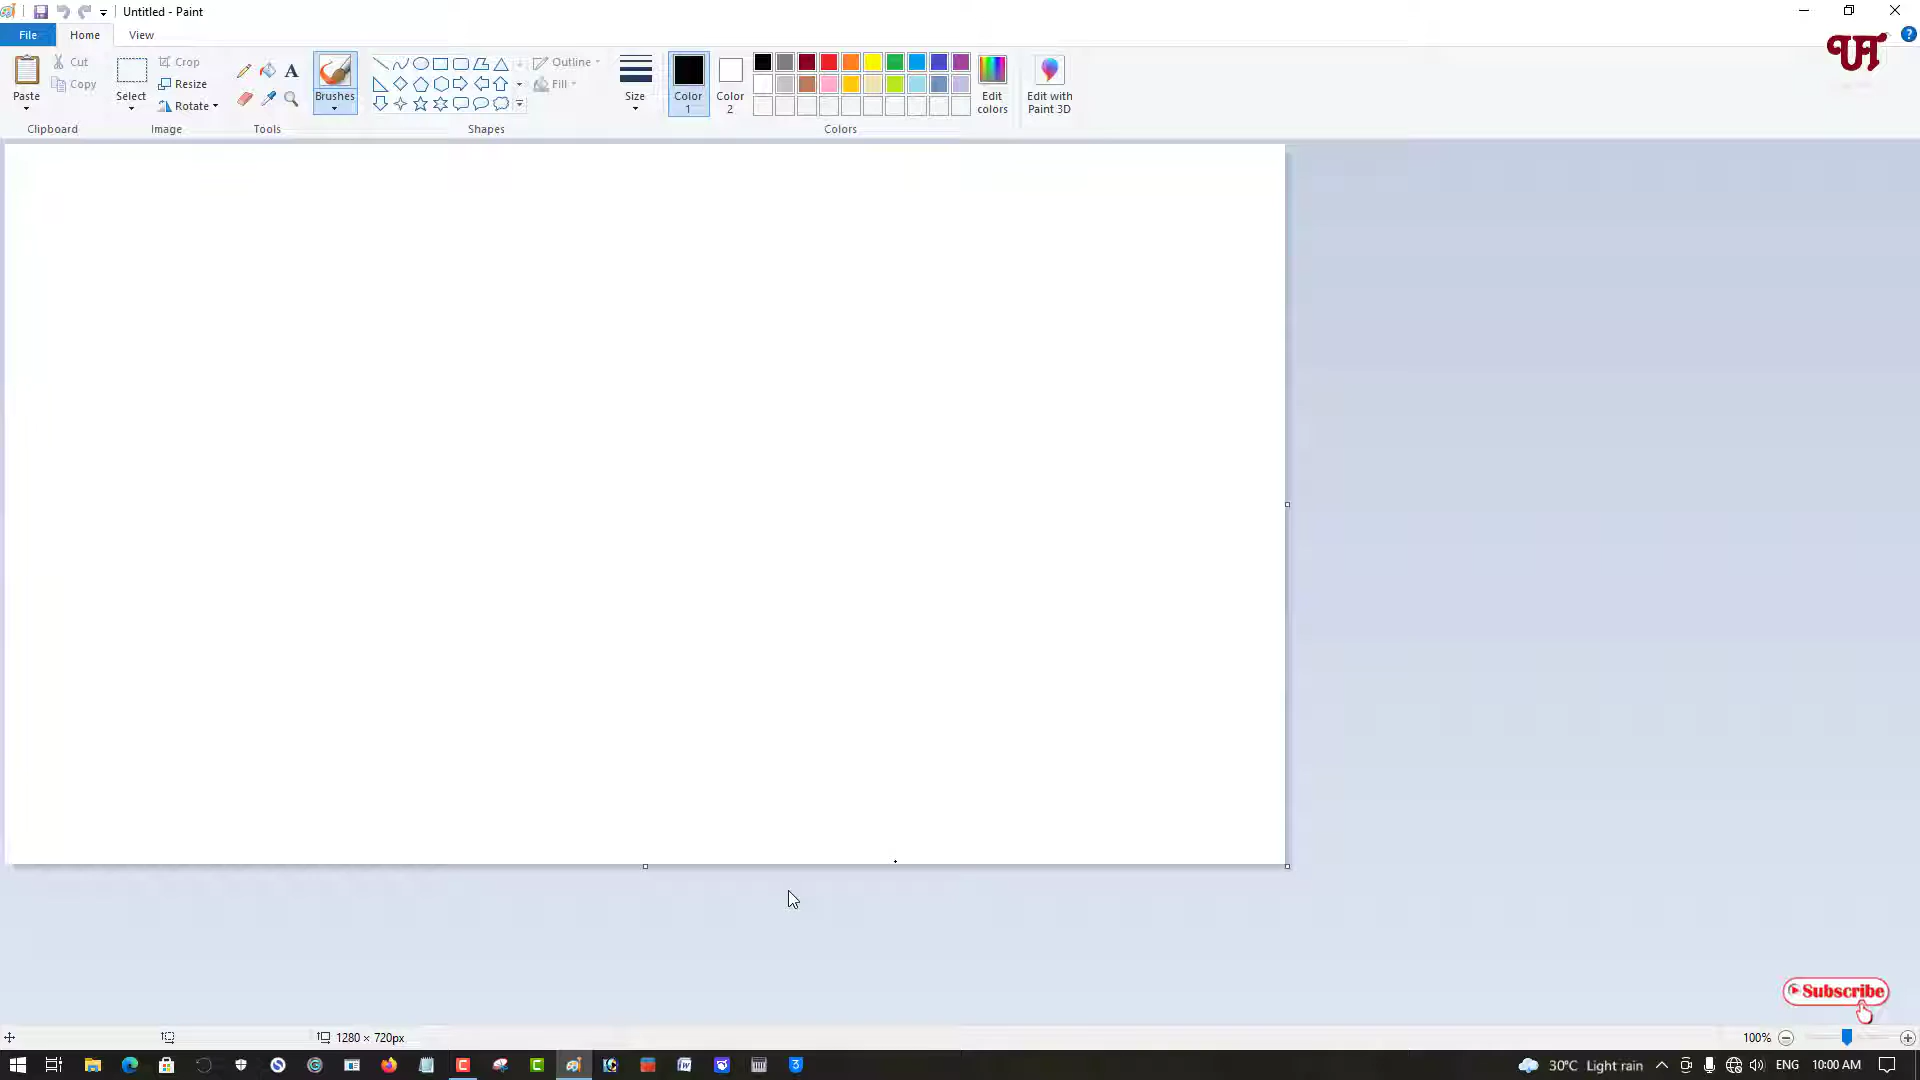 Untitled - Paint
File Home View
Paste
Cut
Copy
Clipboard
Select
Crop
Resize
Rotate
Image
A
Tools
Brushes
Outline
Fill
Shapes
Size
Color 1
Color 2
Colors
Edit colors
Edit with Paint 3D
UT
Subscribe
1280 × 720px
100%
30°C Light rain
ENG
10:00 AM